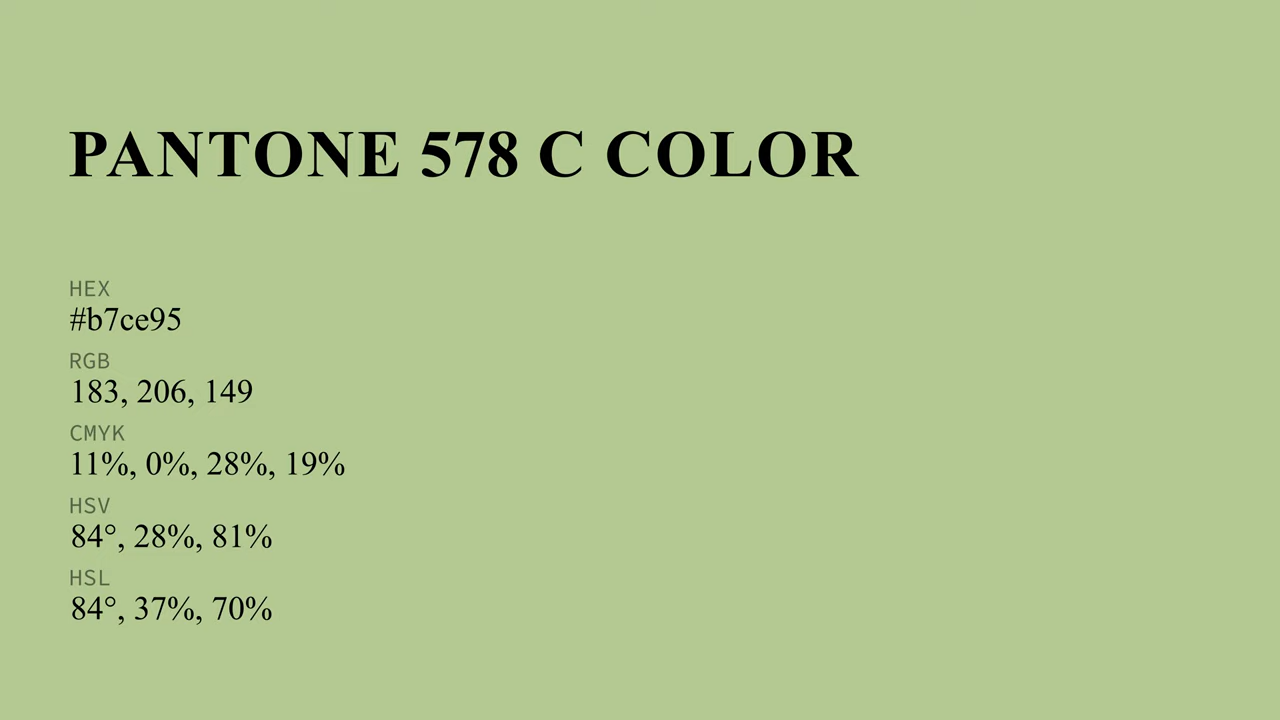 PANTONE 578 C COLOR
HEX
#b7ce95
RGB
183, 206, 149
CMYK
11%, 0%, 28%, 19%
HSV
84°, 28%, 81%
HSL
84°, 37%, 70%